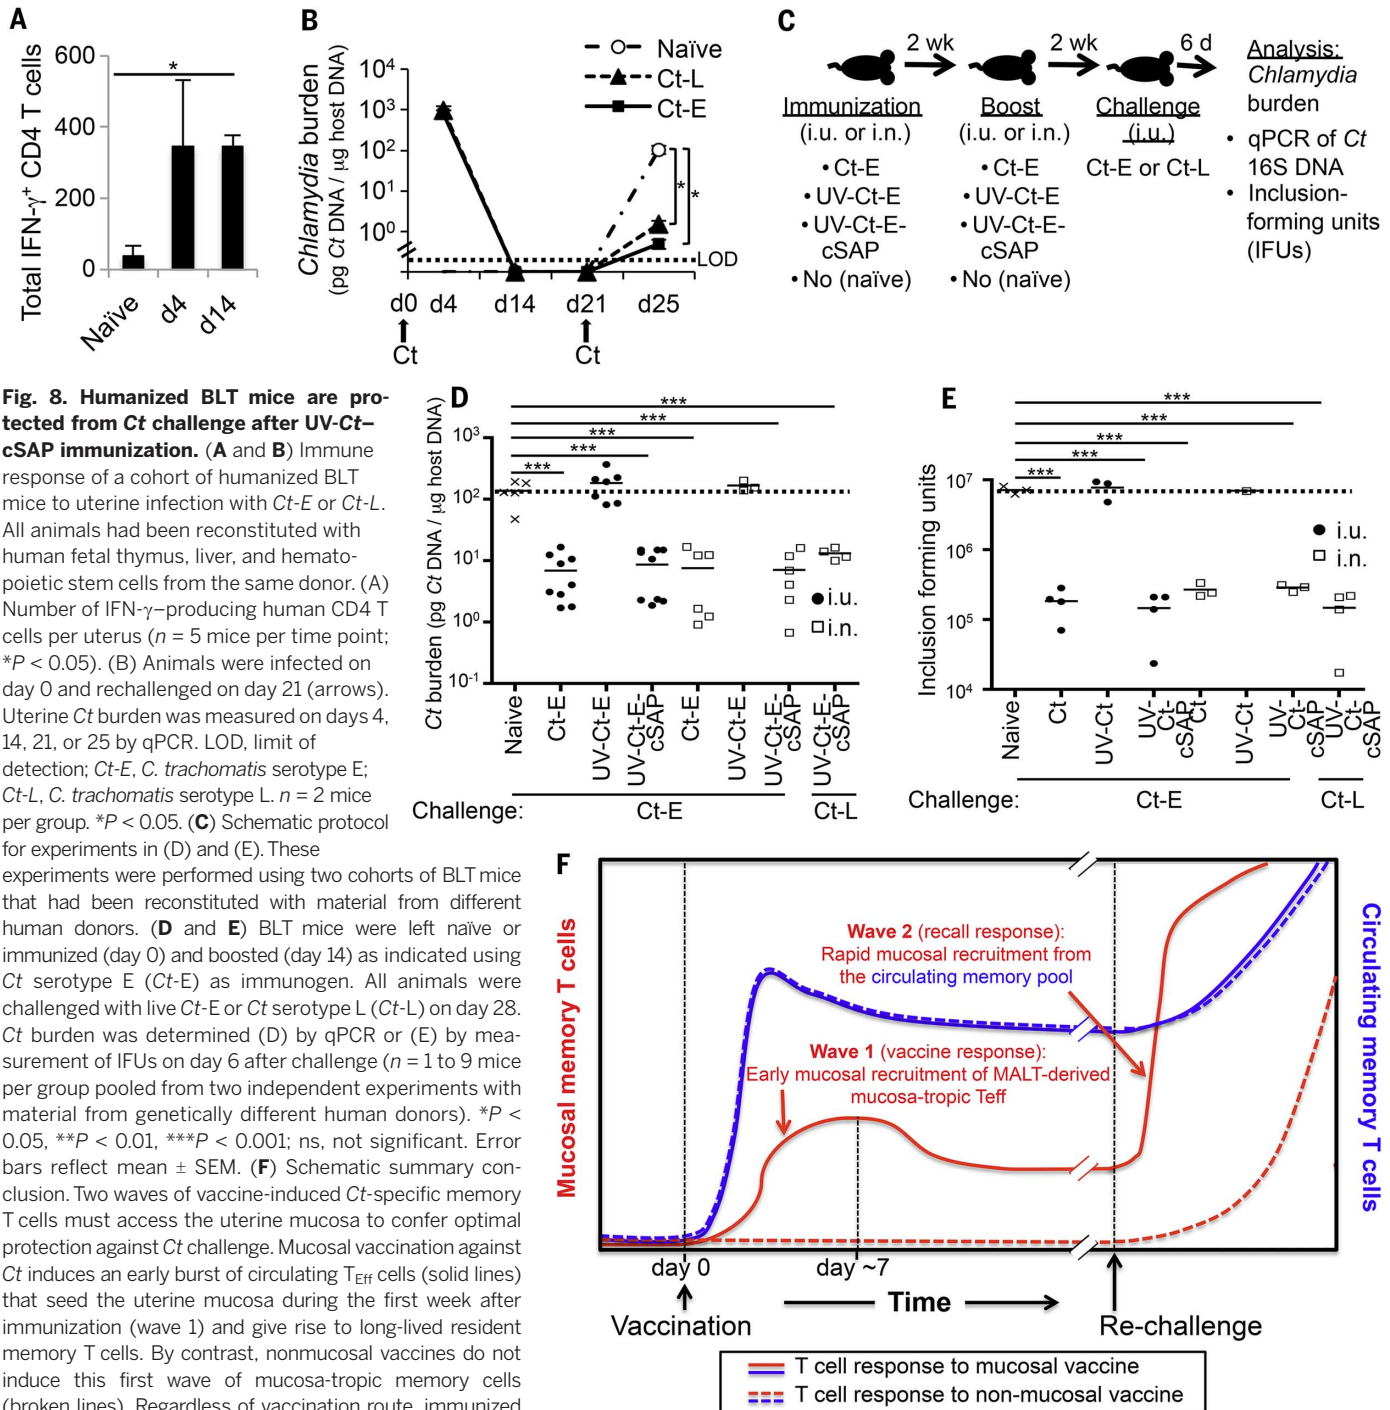 A
Total IFN-γ+ CD4 T cells
600
400
200
0
*
Naïve
d4
d14
B
Chlamydia burden
(pg Ct DNA / μg host DNA)
Naïve
Ct-L
Ct-E
10^4
10^3
10^2
10^1
10^0
*
*
LOD
d0 d4 d14 d21 d25
Ct
Ct
C
2 wk
2 wk
6 d
Immunization
(i.u. or i.n.)
• Ct-E
• UV-Ct-E
• UV-Ct-E-
cSAP
• No (naïve)
Boost
(i.u. or i.n.)
• Ct-E
• UV-Ct-E
• UV-Ct-E-
cSAP
• No (naïve)
Challenge
(i.u.)
Ct-E or Ct-L
Analysis:
Chlamydia
burden
• qPCR of Ct
16S DNA
• Inclusion-
forming units
(IFUs)
Fig. 8. Humanized BLT mice are pro-
tected from Ct challenge after UV-Ct–
cSAP immunization. (A and B) Immune
response of a cohort of humanized BLT
mice to uterine infection with Ct-E or Ct-L.
All animals had been reconstituted with
human fetal thymus, liver, and hemato-
poietic stem cells from the same donor. (A)
Number of IFN-γ–producing human CD4 T
cells per uterus (n = 5 mice per time point;
*P < 0.05). (B) Animals were infected on
day 0 and rechallenged on day 21 (arrows).
Uterine Ct burden was measured on days 4,
14, 21, or 25 by qPCR. LOD, limit of
detection; Ct-E, C. trachomatis serotype E;
Ct-L, C. trachomatis serotype L. n = 2 mice
per group. *P < 0.05. (C) Schematic protocol
for experiments in (D) and (E). These
experiments were performed using two cohorts of BLT mice
that had been reconstituted with material from different
human donors. (D and E) BLT mice were left naïve or
immunized (day 0) and boosted (day 14) as indicated using
Ct serotype E (Ct-E) as immunogen. All animals were
challenged with live Ct-E or Ct serotype L (Ct-L) on day 28.
Ct burden was determined (D) by qPCR or (E) by mea-
surement of IFUs on day 6 after challenge (n = 1 to 9 mice
per group pooled from two independent experiments with
material from genetically different human donors). *P <
0.05, **P < 0.01, ***P < 0.001; ns, not significant. Error
bars reflect mean ± SEM. (F) Schematic summary con-
clusion. Two waves of vaccine-induced Ct-specific memory
T cells must access the uterine mucosa to confer optimal
protection against Ct challenge. Mucosal vaccination against
Ct induces an early burst of circulating TEff cells (solid lines)
that seed the uterine mucosa during the first week after
immunization (wave 1) and give rise to long-lived resident
memory T cells. By contrast, nonmucosal vaccines do not
induce this first wave of mucosa-tropic memory cells
(broken lines). Regardless of vaccination route, immunized
D
Ct burden (pg Ct DNA / μg host DNA)
10^3
10^2
10^1
10^0
10^-1
***
***
***
***
***
i.u.
i.n.
Naive
Ct-E
UV-Ct-E
UV-Ct-E-
cSAP
Ct-E
UV-Ct-E
UV-Ct-E-
cSAP
UV-Ct-E-
cSAP
Challenge:
Ct-E
Ct-L
E
Inclusion forming units
10^7
10^6
10^5
10^4
***
***
***
***
***
i.u.
i.n.
Naive
Ct
UV-Ct
UV-
Ct-
cSAP
Ct
UV-Ct
UV-
Ct-
cSAP
UV-
Ct-
cSAP
Challenge:
Ct-E
Ct-L
F
Mucosal memory T cells
Circulating memory T cells
Wave 2 (recall response):
Rapid mucosal recruitment from
the circulating memory pool
Wave 1 (vaccine response):
Early mucosal recruitment of MALT-derived
mucosa-tropic Teff
day 0
day ~7
Time
Vaccination
Re-challenge
T cell response to mucosal vaccine
T cell response to non-mucosal vaccine